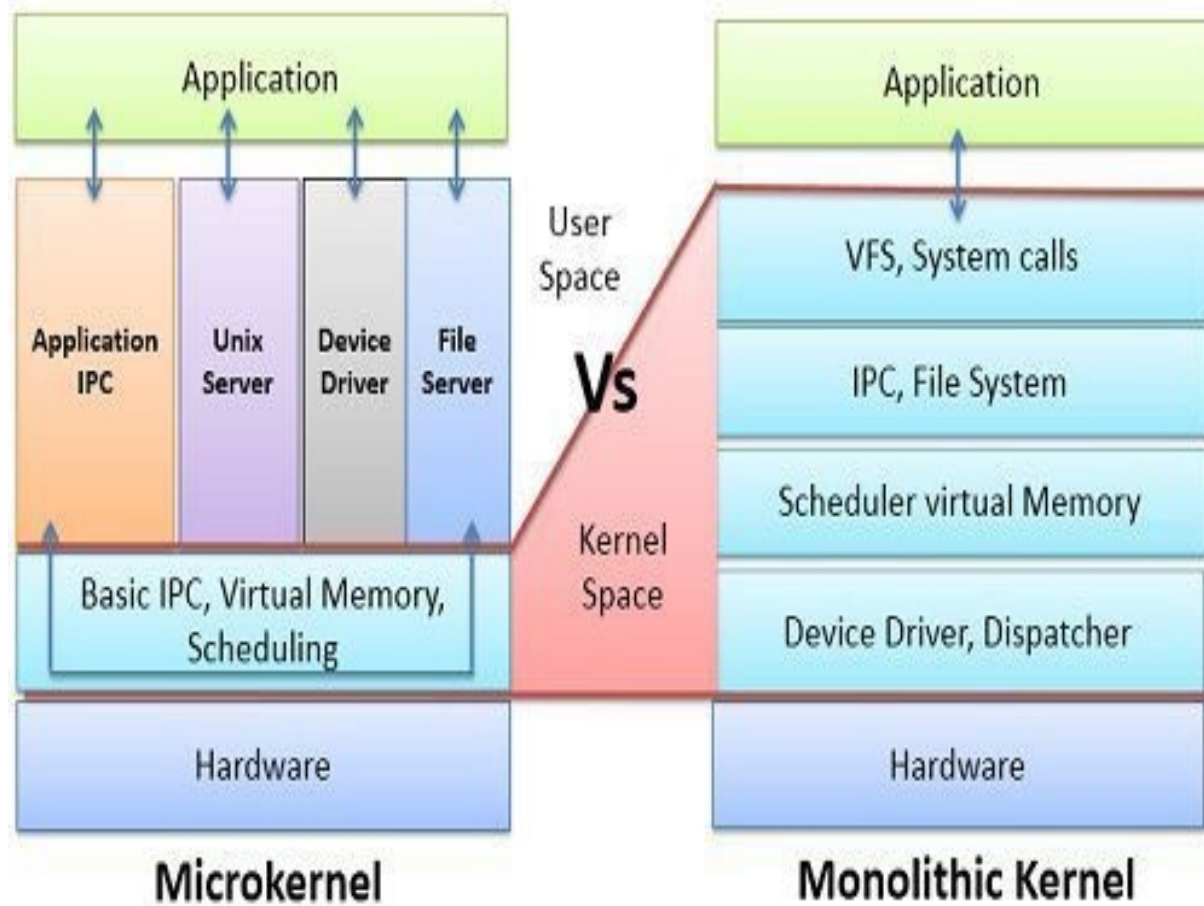 Application
Application
IPC
Unix
Server
Device
Driver
File
Server
Basic IPC, Virtual Memory,
Scheduling
Hardware
Microkernel
User
Space
Vs
Kernel
Space
Application
VFS, System calls
IPC, File System
Scheduler virtual Memory
Device Driver, Dispatcher
Hardware
Monolithic Kernel